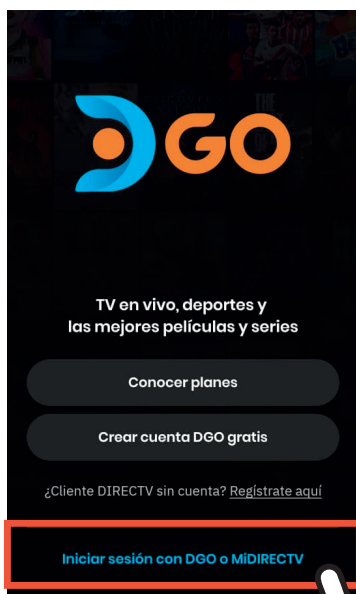 DGO
TV en vivo, deportes y
las mejores películas y series
Conocer planes
Crear cuenta DGO gratis
¿Cliente DIRECTV sin cuenta? Regístrate aquí
Iniciar sesión con DGO o MiDIRECTV